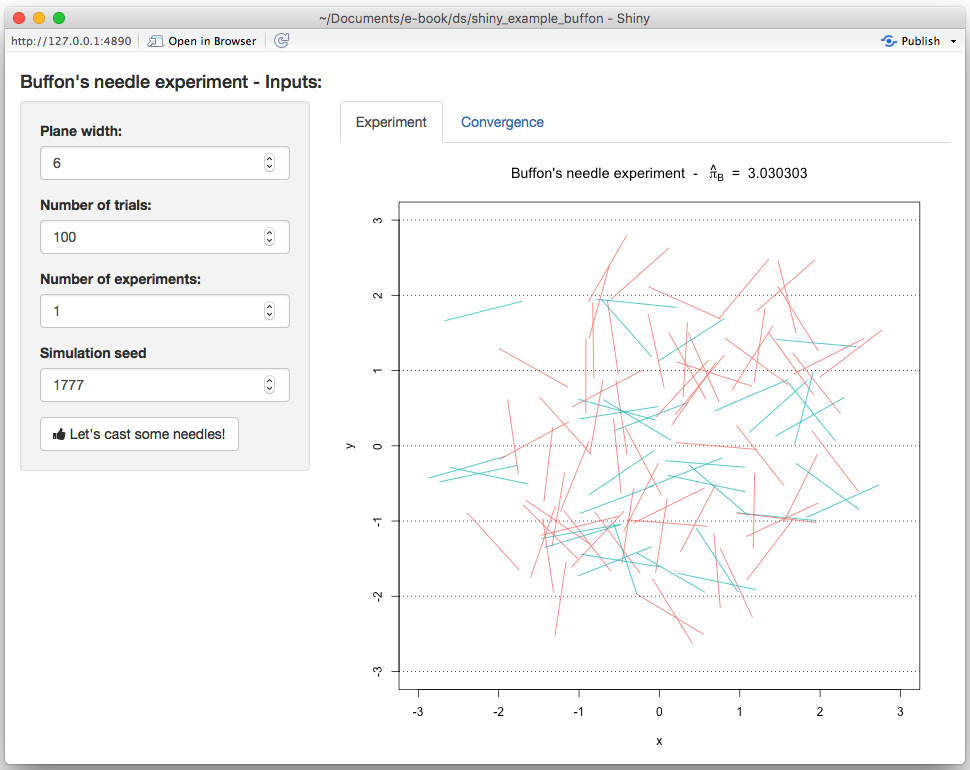 ~/Documents/e-book/ds/shiny_example_buffon - Shiny
http://127.0.0.1:4890 Open in Browser Publish
Buffon's needle experiment - Inputs:
Plane width:
6
Number of trials:
100
Number of experiments:
1
Simulation seed
1777
Let's cast some needles!
Experiment Convergence
Buffon's needle experiment - π̂_B = 3.030303
3
2
1
0
-1
-2
-3
y
-3 -2 -1 0 1 2 3
x